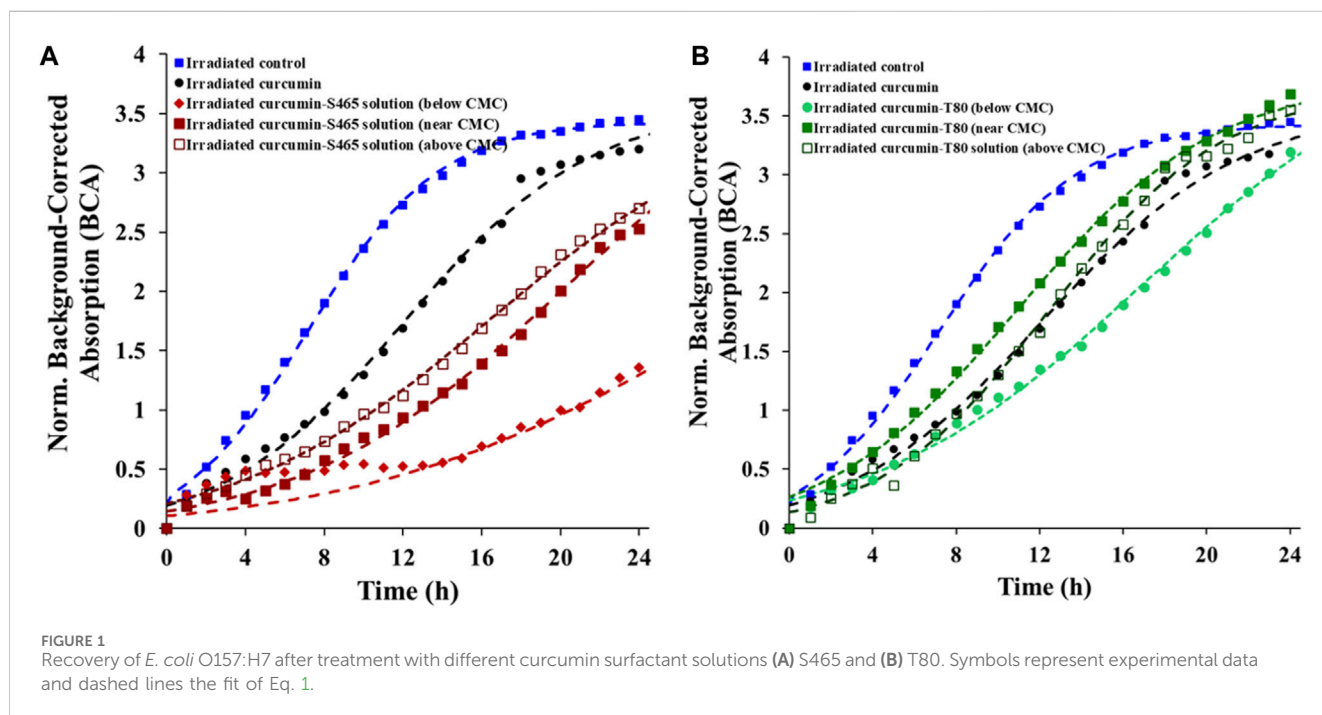 A
Norm. Background-Corrected
Absorption (BCA)
4
3.5
3
2.5
2
1.5
1
0.5
0
Irradiated control
Irradiated curcumin
Irradiated curcumin-S465 solution (below CMC)
Irradiated curcumin-S465 solution (near CMC)
Irradiated curcumin-S465 solution (above CMC)
0 4 8 12 16 20 24
Time (h)
B
Norm. Background-Corrected
Absorption (BCA)
4
3.5
3
2.5
2
1.5
1
0.5
0
Irradiated control
Irradiated curcumin
Irradiated curcumin-T80 (below CMC)
Irradiated curcumin-T80 (near CMC)
Irradiated curcumin-T80 solution (above CMC)
0 4 8 12 16 20 24
Time (h)
FIGURE 1
Recovery of E. coli O157:H7 after treatment with different curcumin surfactant solutions (A) S465 and (B) T80. Symbols represent experimental data
and dashed lines the fit of Eq. 1.